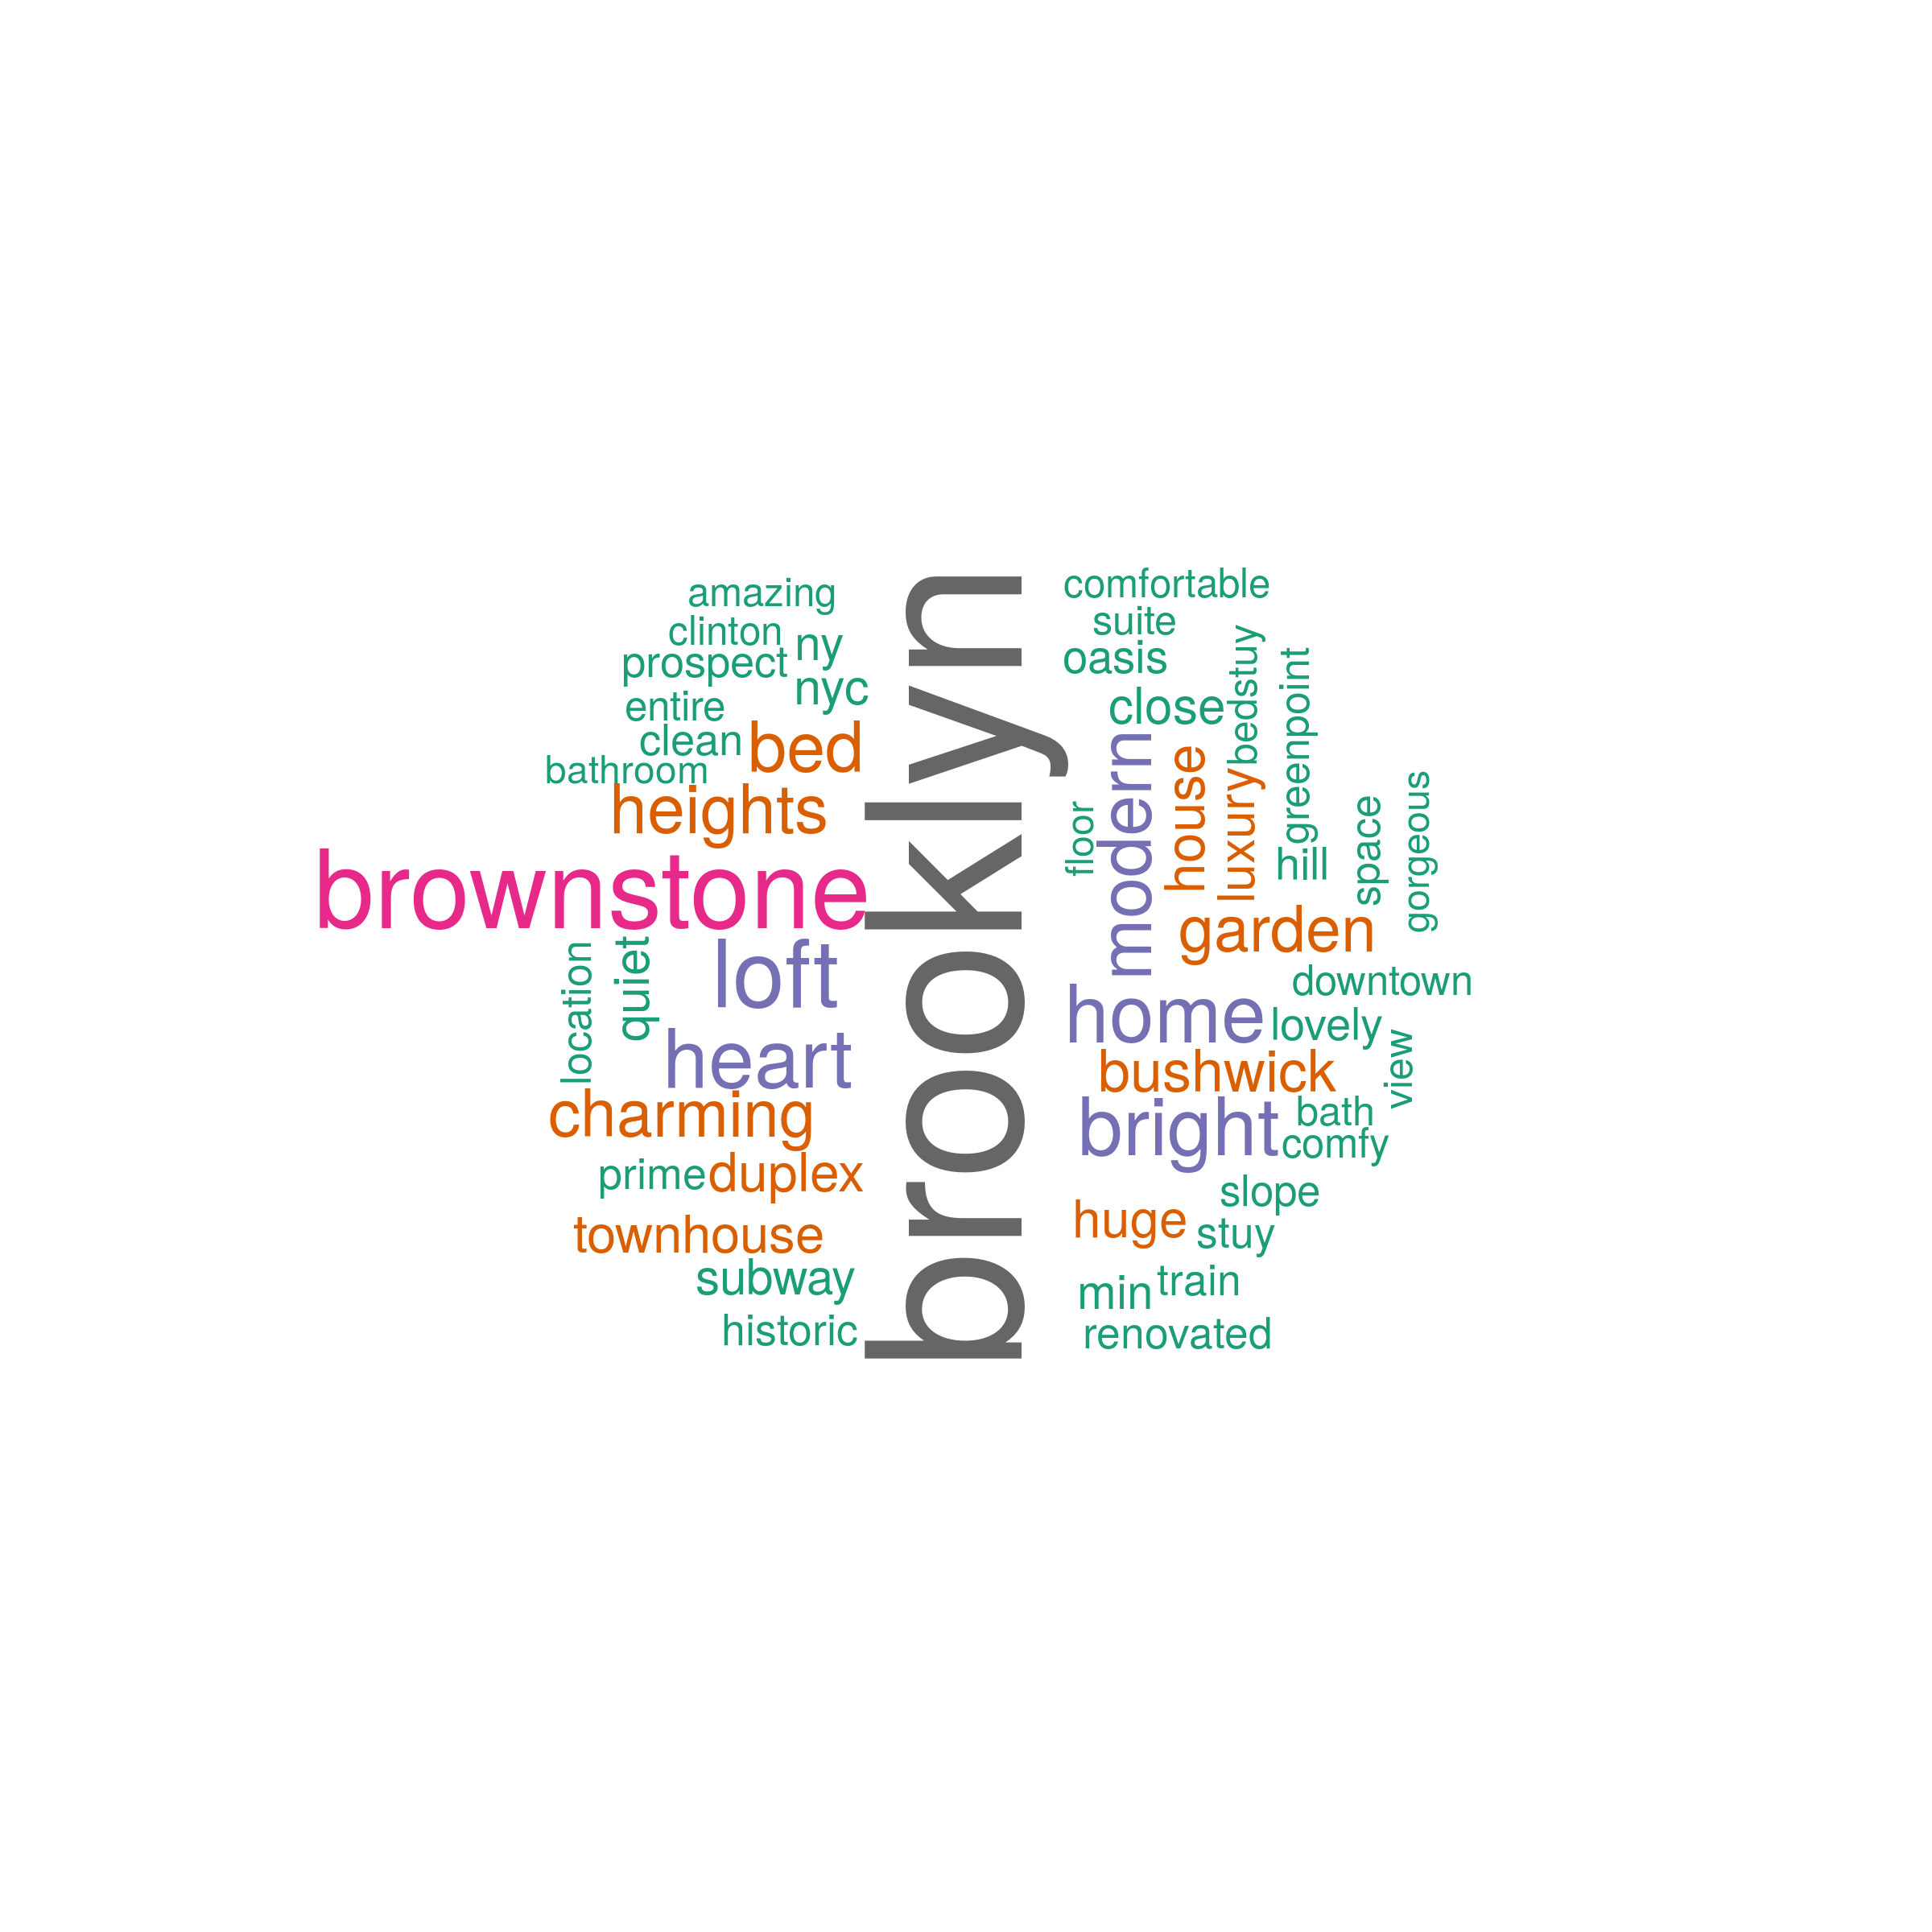 amazing
clinton
ny
prospect
nyc
entire
clean
bed
bathroom
heights
brownstone
loft
quiet
location
heart
charming
prime
duplex
townhouse
subway
historic
brooklyn
comfortable
suite
oasis
close
bedstuy
greenpoint
modern
house
luxury
floor
hill
space
gorgeous
garden
downtown
home
lovely
view
bushwick
bright
bath
comfy
slope
huge
stuy
train
min
renovated